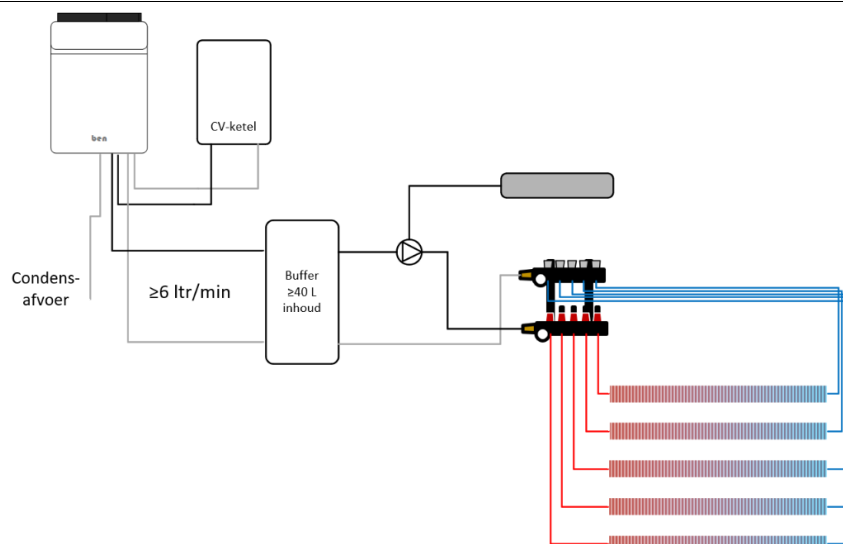 ben
CV-ketel
Condens-
afvoer
≥6 ltr/min
Buffer
≥40 L
inhoud